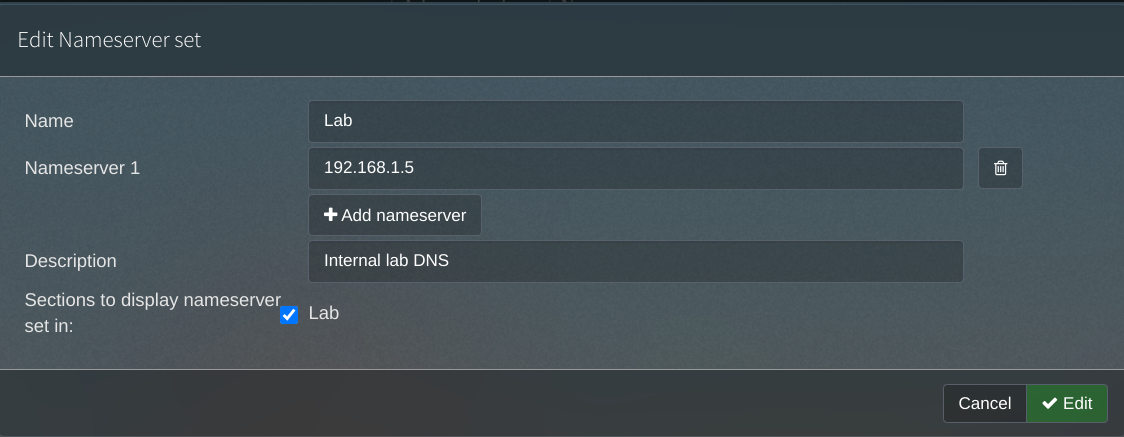 Edit Nameserver set
Name
Lab
Nameserver 1
192.168.1.5
Add nameserver
Description
Internal lab DNS
Sections to display nameserver
set in:
Lab
Cancel
Edit